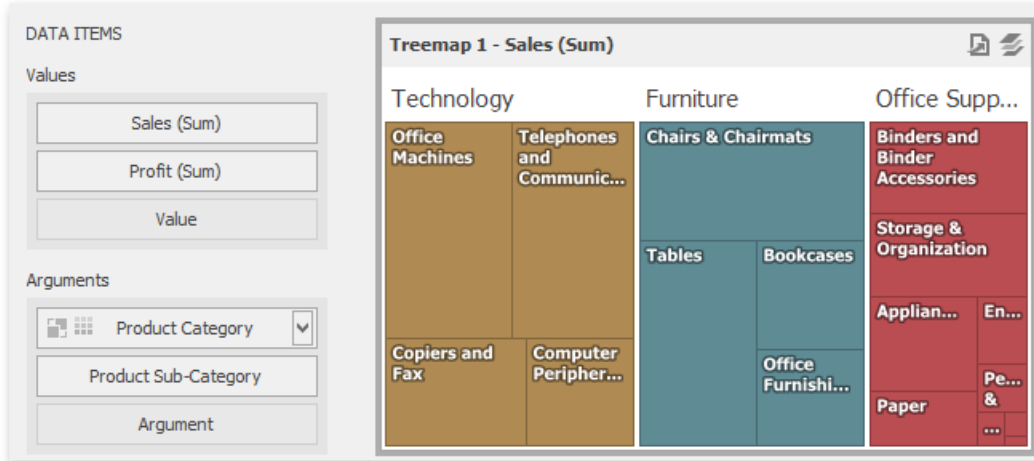 DATA ITEMS
Values
Sales (Sum)
Profit (Sum)
Value
Arguments
Product Category
Product Sub-Category
Argument
Treemap 1 - Sales (Sum)
Technology
Furniture
Office Supp...
Office
Machines
Telephones
and
Communic...
Copiers and
Fax
Computer
Peripher...
Chairs & Chairmats
Tables
Bookcases
Office
Furnishi...
Binders and
Binder
Accessories
Storage &
Organization
Applian...
En...
Paper
Pe...
&
...